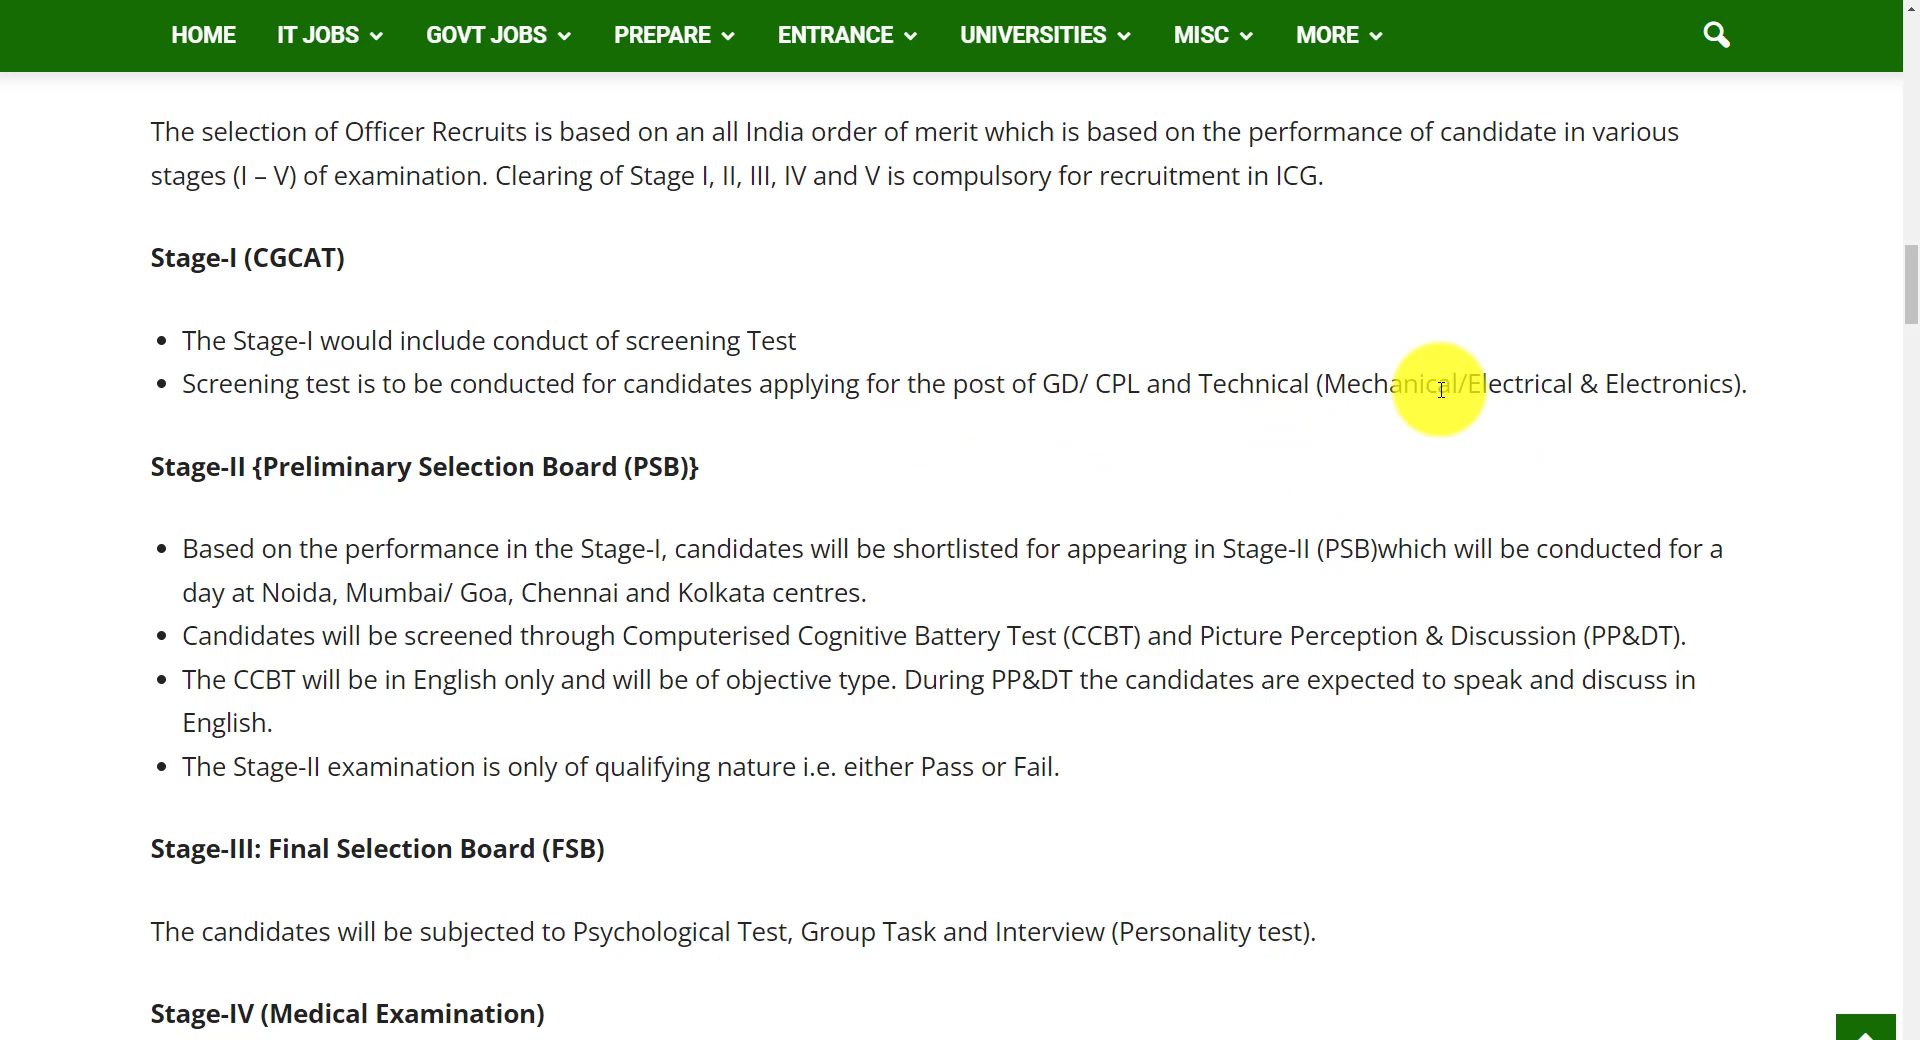 HOME IT JOBS GOVT JOBS PREPARE ENTRANCE UNIVERSITIES MISC MORE
The selection of Officer Recruits is based on an all India order of merit which is based on the performance of candidate in various
stages (I – V) of examination. Clearing of Stage I, II, III, IV and V is compulsory for recruitment in ICG.
Stage-I (CGCAT)
• The Stage-I would include conduct of screening Test
• Screening test is to be conducted for candidates applying for the post of GD/ CPL and Technical (Mechanical/Electrical & Electronics).
Stage-II {Preliminary Selection Board (PSB)}
• Based on the performance in the Stage-I, candidates will be shortlisted for appearing in Stage-II (PSB)which will be conducted for a
day at Noida, Mumbai/ Goa, Chennai and Kolkata centres.
• Candidates will be screened through Computerised Cognitive Battery Test (CCBT) and Picture Perception & Discussion (PP&DT).
• The CCBT will be in English only and will be of objective type. During PP&DT the candidates are expected to speak and discuss in
English.
• The Stage-II examination is only of qualifying nature i.e. either Pass or Fail.
Stage-III: Final Selection Board (FSB)
The candidates will be subjected to Psychological Test, Group Task and Interview (Personality test).
Stage-IV (Medical Examination)